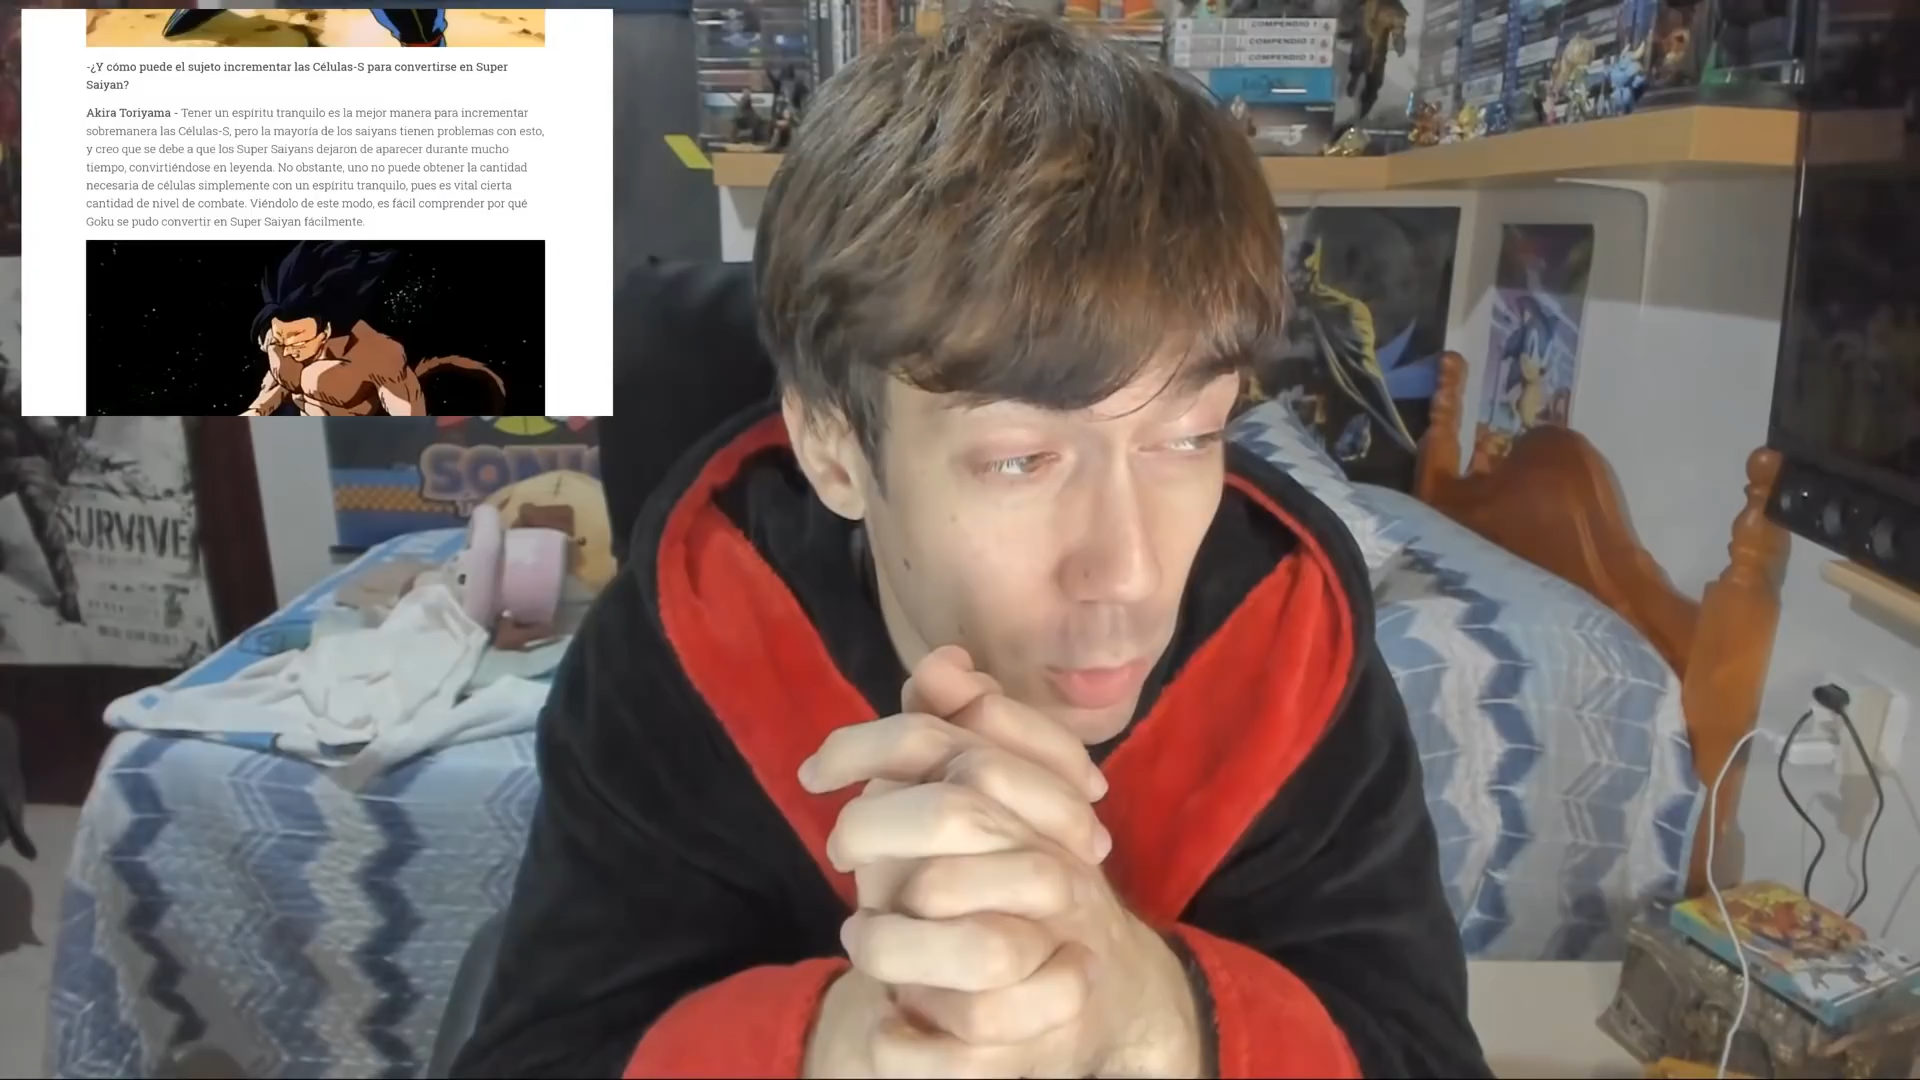 -¿Y cómo puede el sujeto incrementar las Células-S para convertirse en Super
Saiyan?
Akira Toriyama - Tener un espíritu tranquilo es la mejor manera para incrementar
sobremanera las Células-S, pero la mayoría de los saiyans tienen problemas con esto,
y creo que se debe a que los Super Saiyans dejaron de aparecer durante mucho
tiempo, convirtiéndose en leyenda. No obstante, uno no puede obtener la cantidad
necesaria de células simplemente con un espíritu tranquilo, pues es vital cierta
cantidad de nivel de combate. Viéndolo de este modo, es fácil comprender por qué
Goku se pudo convertir en Super Saiyan fácilmente.
COMPENDIO 1
COMPENDIO 2
COMPENDIO 3
SONI
SURVIVE